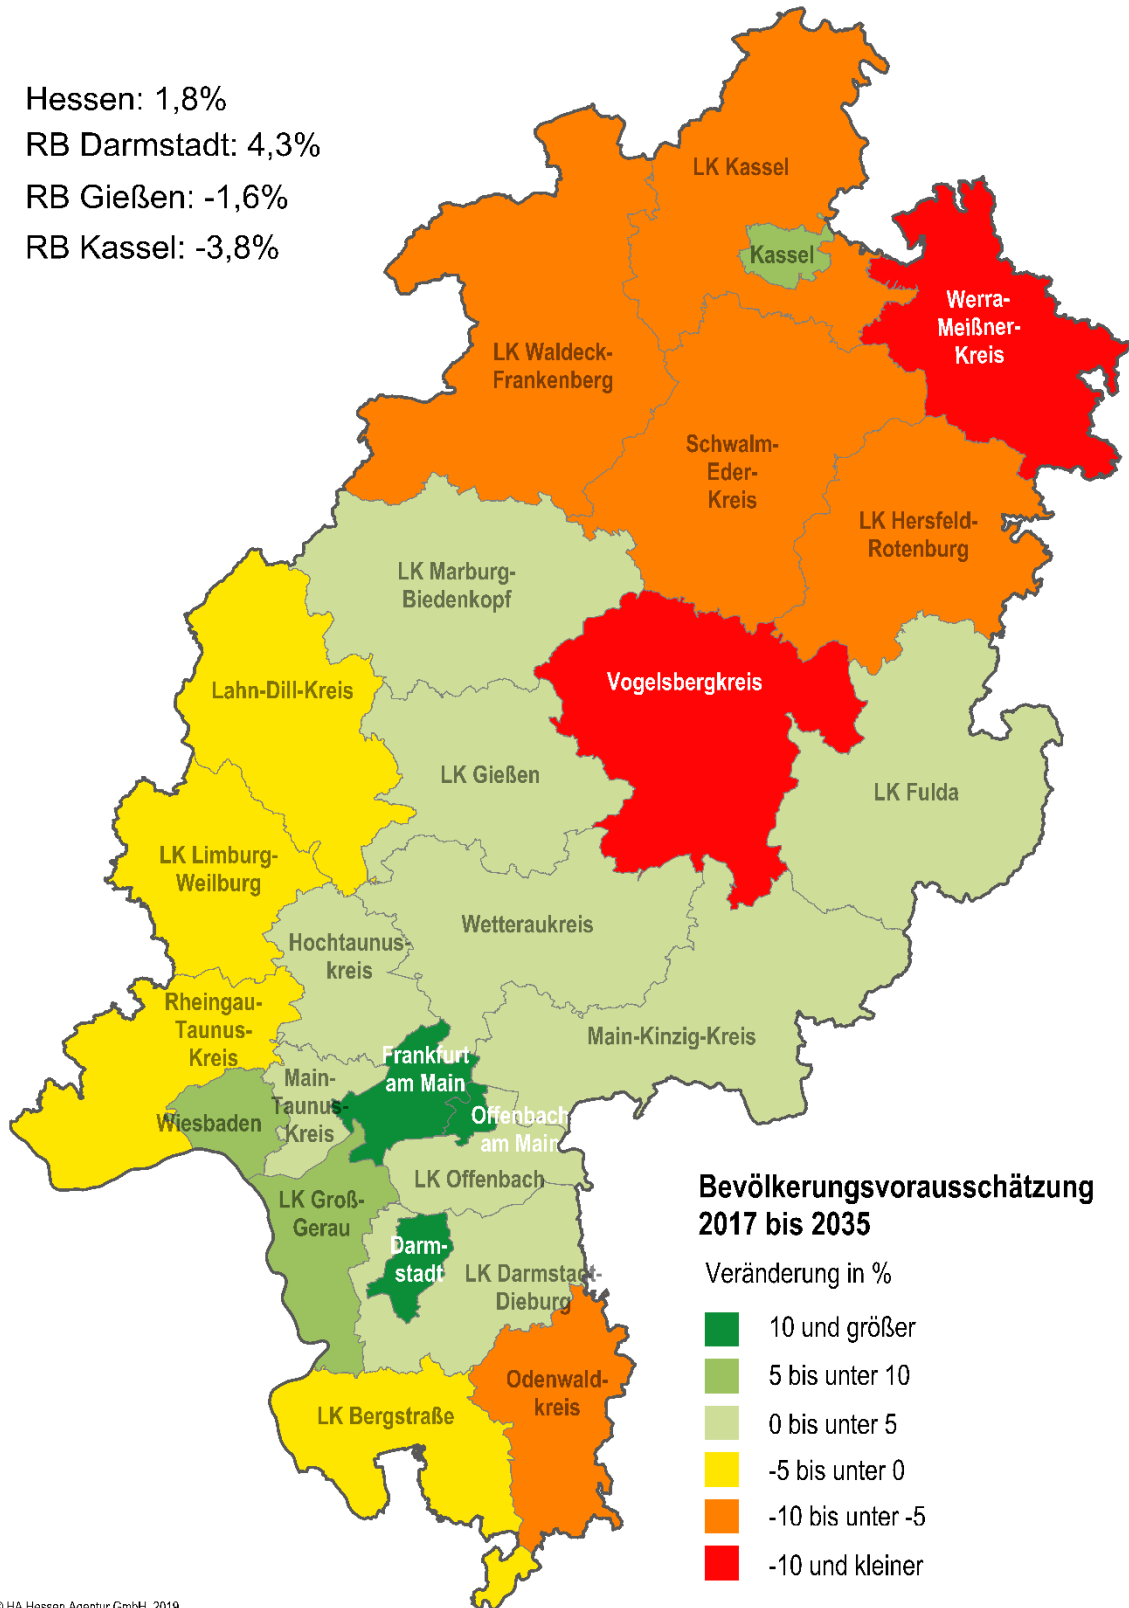 Hessen: 1,8%
RB Darmstadt: 4,3%
RB Gießen: -1,6%
RB Kassel: -3,8%
LK Kassel
Kassel
Werra-
Meißner-
Kreis
LK Waldeck-
Frankenberg
Schwalm-
Eder-
Kreis
LK Hersfeld-
Rotenburg
LK Marburg-
Biedenkopf
Lahn-Dill-Kreis
Vogelsbergkreis
LK Gießen
LK Fulda
LK Limburg-
Weilburg
Wetteraukreis
Hochtaunus-
kreis
Rheingau-
Taunus-
Kreis
Main-Kinzig-Kreis
Frankfurt
am Main
Main-
Taunus-
Kreis
Wiesbaden
Offenbach
am Main
LK Offenbach
LK Groß-
Gerau
Darm-
stadt
LK Darmstadt-
Dieburg
Odenwald-
kreis
LK Bergstraße
Bevölkerungsvorausschätzung
2017 bis 2035
Veränderung in %
10 und größer
5 bis unter 10
0 bis unter 5
-5 bis unter 0
-10 bis unter -5
-10 und kleiner
© HA Hessen Agentur GmbH, 2019